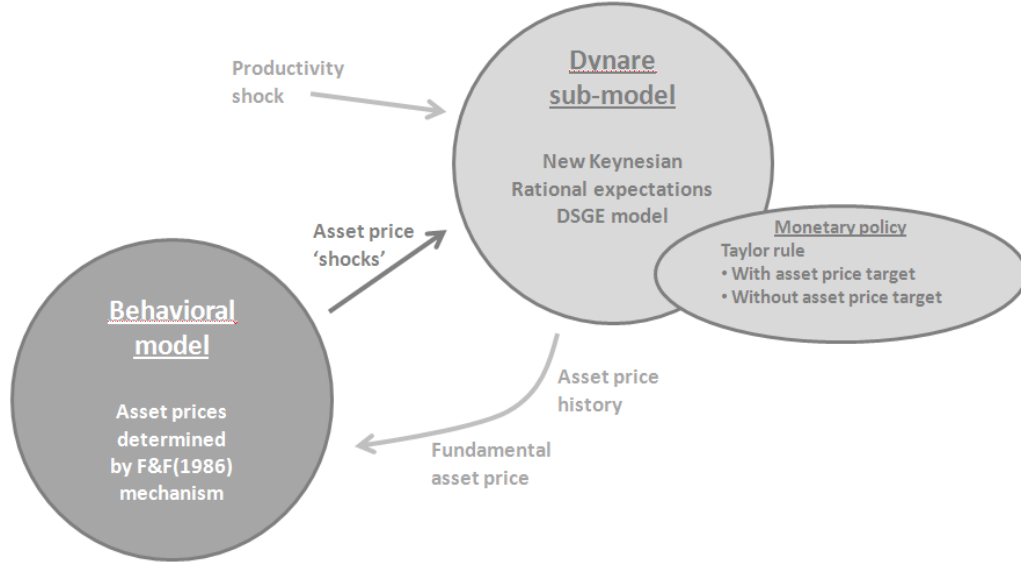 Productivity
shock
Dynare
sub-model
New Keynesian
Rational expectations
DSGE model
Monetary policy
Taylor rule
• With asset price target
• Without asset price target
Asset price
‘shocks’
Behavioral
model
Asset prices
determined
by F&F(1986)
mechanism
Asset price
history
Fundamental
asset price